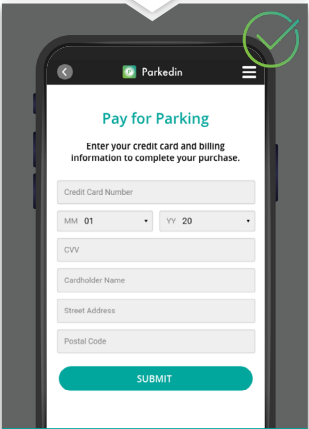 Parkedin
Pay for Parking
Enter your credit card and billing
information to complete your purchase.
Credit Card Number
MM 01 YY 20
CVV
Cardholder Name
Street Address
Postal Code
SUBMIT